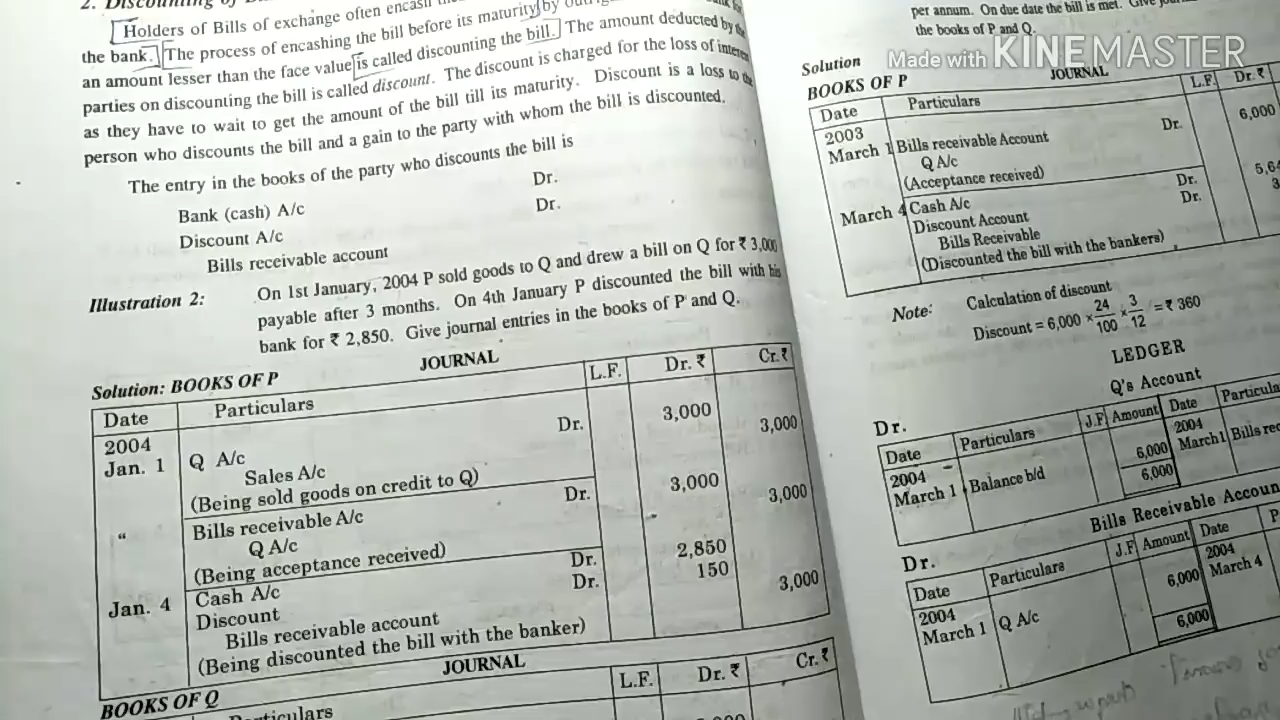 2. Discounting of
Holders of Bills of exchange often encash
the bank. The process of encashing the bill before its maturity by
an amount lesser than the face value is called discounting the bill. The amount deducted by the
parties on discounting the bill is called discount. The discount is charged for the loss of interest
as they have to wait to get the amount of the bill till its maturity. Discount is a loss to the
person who discounts the bill and a gain to the party with whom the bill is discounted.
The entry in the books of the party who discounts the bill is
Bank (cash) A/c Dr.
Discount A/c Dr.
Bills receivable account
Illustration 2: On 1st January, 2004 P sold goods to Q and drew a bill on Q for ₹ 3,000
payable after 3 months. On 4th January P discounted the bill with his
bank for ₹ 2,850. Give journal entries in the books of P and Q.
Solution: BOOKS OF P JOURNAL
Date Particulars L.F. Dr. ₹ Cr. ₹
2004
Jan. 1 Q A/c Dr. 3,000
Sales A/c 3,000
(Being sold goods on credit to Q)
" Bills receivable A/c Dr. 3,000
Q A/c 3,000
(Being acceptance received)
Jan. 4 Cash A/c Dr. 2,850
Discount Dr. 150
Bills receivable account 3,000
(Being discounted the bill with the banker)
BOOKS OF Q JOURNAL
Particulars L.F. Dr. ₹ Cr. ₹
per annum. On due date the bill is met. Give
the books of P and Q.
Made with KINEMASTER
Solution
BOOKS OF P JOURNAL
Date Particulars L.F. Dr. ₹
2003
March 1 Bills receivable Account Dr. 6,000
Q A/c
(Acceptance received)
March 4 Cash A/c Dr.
Discount Account Dr.
Bills Receivable
(Discounted the bill with the bankers)
Note: Calculation of discount
Discount = 6,000 × 24/100 × 3/12 = ₹ 360
LEDGER
Q's Account
Dr.
Date Particulars J.F Amount Date
2004 6,000 2004
March 1 Balance b/d 6,000 March 1 Bills
Bills Receivable
Dr.
Date Particulars J.F Amount Date
2004 6,000 2004
March 1 Q A/c 6,000 March 4